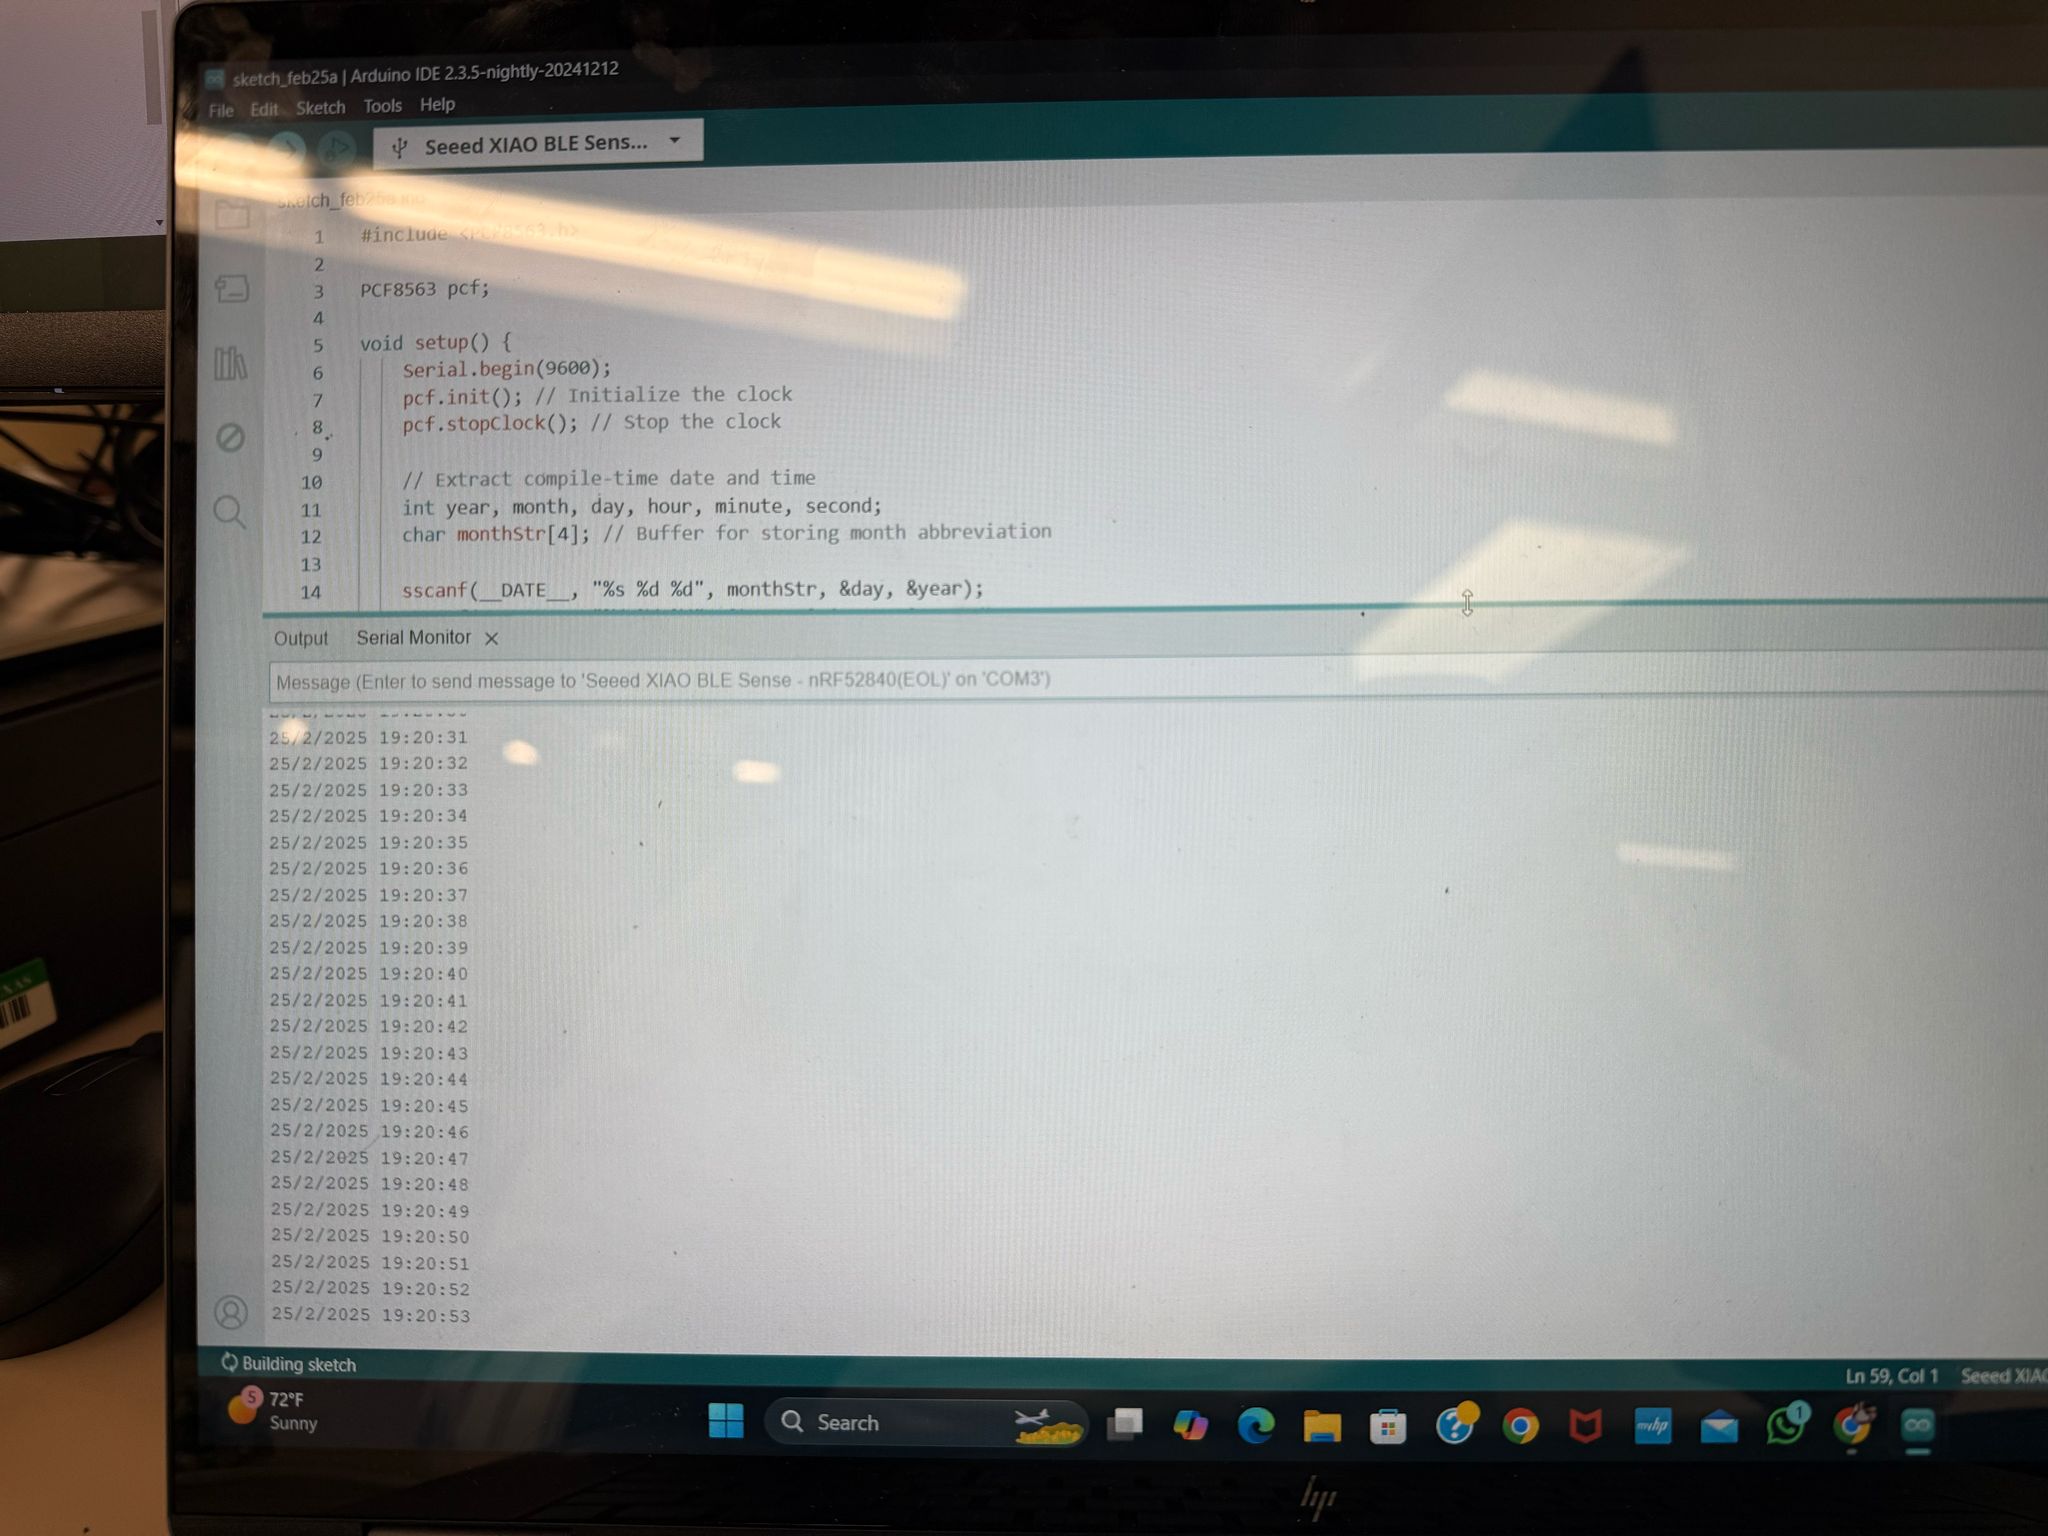 sketch_feb25a | Arduino IDE 2.3.5-nightly-20241212
File Edit Sketch Tools Help
Seeed XIAO BLE Sens...
sketch_feb25a.ino
1 #include <PCF8563.h>
2
3 PCF8563 pcf;
4
5 void setup() {
6 Serial.begin(9600);
7 pcf.init(); // Initialize the clock
8 pcf.stopClock(); // Stop the clock
9
10 // Extract compile-time date and time
11 int year, month, day, hour, minute, second;
12 char monthStr[4]; // Buffer for storing month abbreviation
13
14 sscanf(__DATE__, "%s %d %d", monthStr, &day, &year);
Output Serial Monitor
Message (Enter to send message to 'Seeed XIAO BLE Sense - nRF52840(EOL)' on 'COM3')
25/2/2025 19:20:31
25/2/2025 19:20:32
25/2/2025 19:20:33
25/2/2025 19:20:34
25/2/2025 19:20:35
25/2/2025 19:20:36
25/2/2025 19:20:37
25/2/2025 19:20:38
25/2/2025 19:20:39
25/2/2025 19:20:40
25/2/2025 19:20:41
25/2/2025 19:20:42
25/2/2025 19:20:43
25/2/2025 19:20:44
25/2/2025 19:20:45
25/2/2025 19:20:46
25/2/2025 19:20:47
25/2/2025 19:20:48
25/2/2025 19:20:49
25/2/2025 19:20:50
25/2/2025 19:20:51
25/2/2025 19:20:52
25/2/2025 19:20:53
Building sketch
Ln 59, Col 1 Seeed XIAO
5
72°F
Sunny
Search
myhp
1
hp